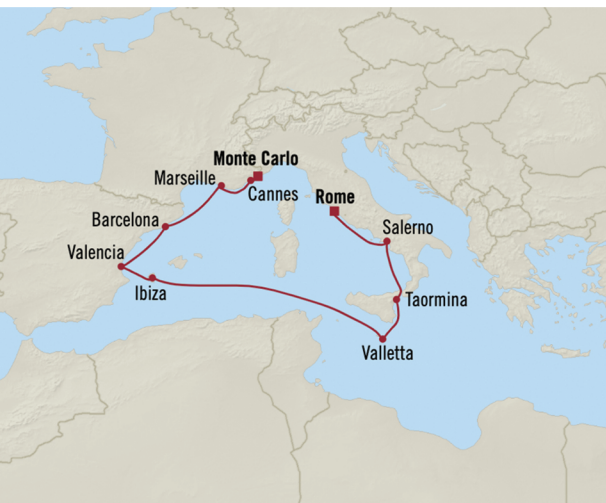 Monte Carlo
Marseille
Cannes
Rome
Barcelona
Salerno
Valencia
Ibiza
Taormina
Valletta